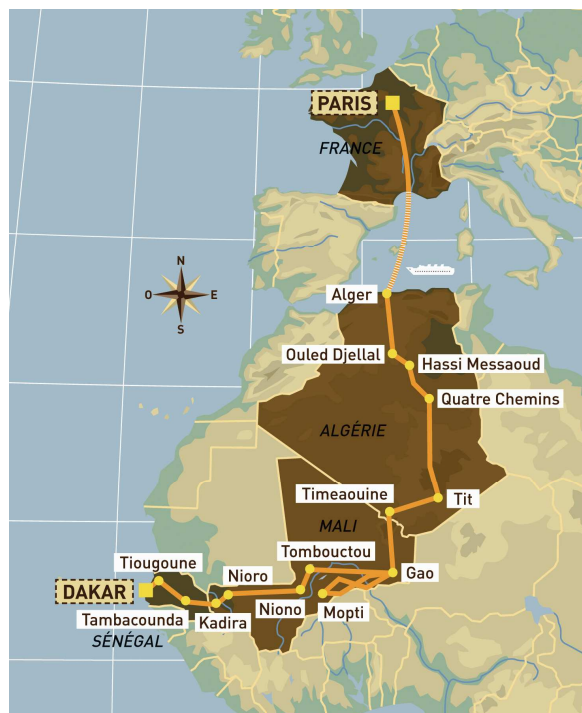 PARIS
FRANCE
N
O
E
S
Alger
Ouled Djellal
Hassi Messaoud
Quatre Chemins
ALGÉRIE
Timeaouine
Tit
MALI
Tombouctou
Tiougoune
Nioro
Gao
DAKAR
Niono
Mopti
Tambacounda
Kadira
SÉNÉGAL